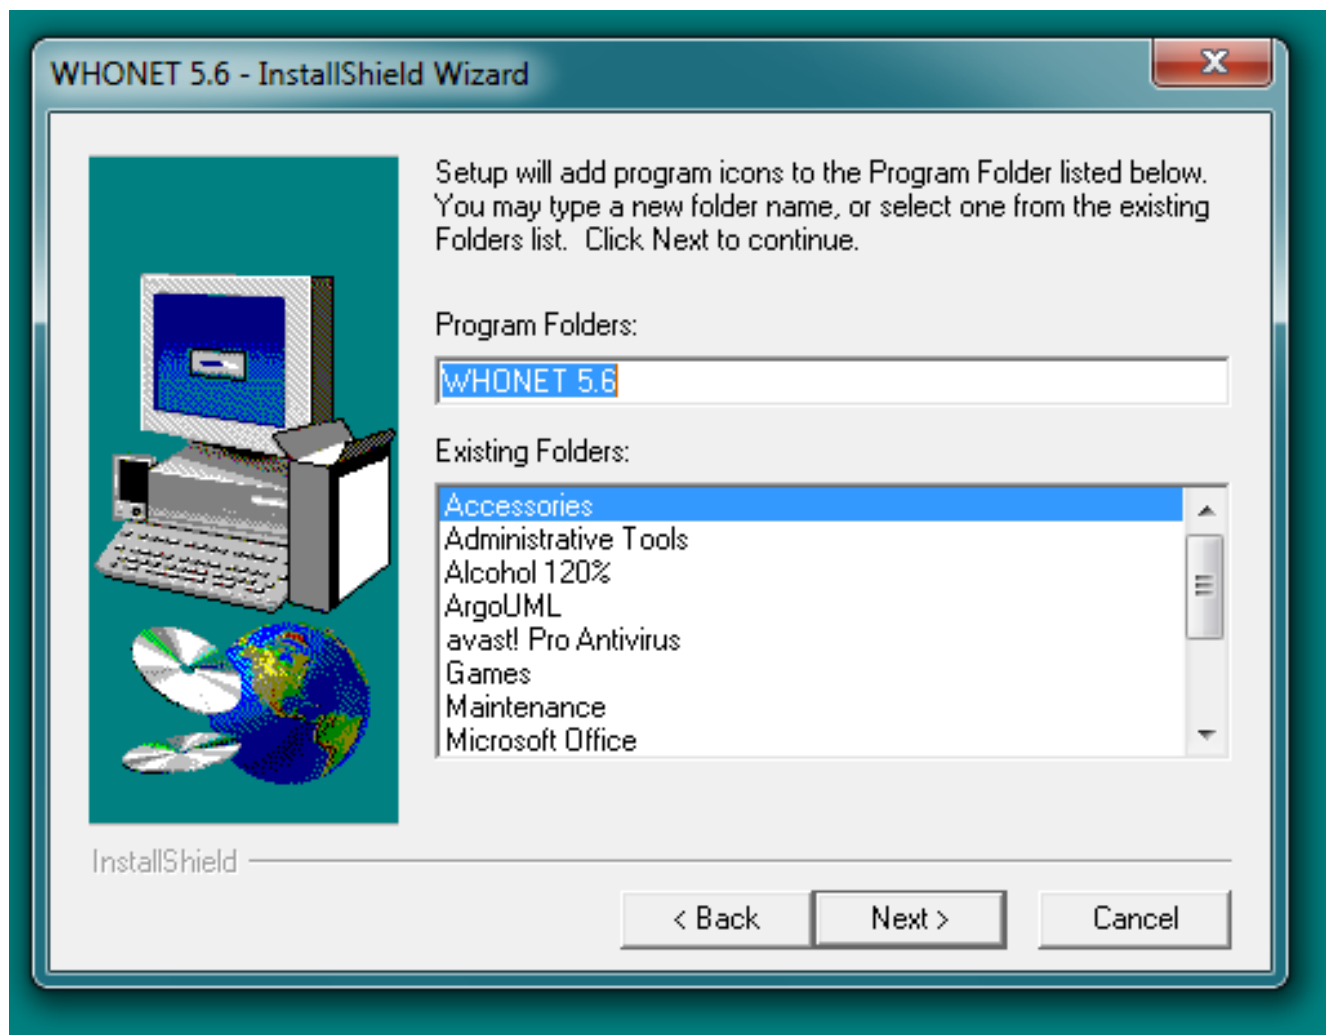 WHONET 5.6 - InstallShield Wizard
Setup will add program icons to the Program Folder listed below.
You may type a new folder name, or select one from the existing
Folders list.  Click Next to continue.
Program Folders:
WHONET 5.6
Existing Folders:
Accessories
Administrative Tools
Alcohol 120%
ArgoUML
avast! Pro Antivirus
Games
Maintenance
Microsoft Office
InstallShield
< Back
Next >
Cancel